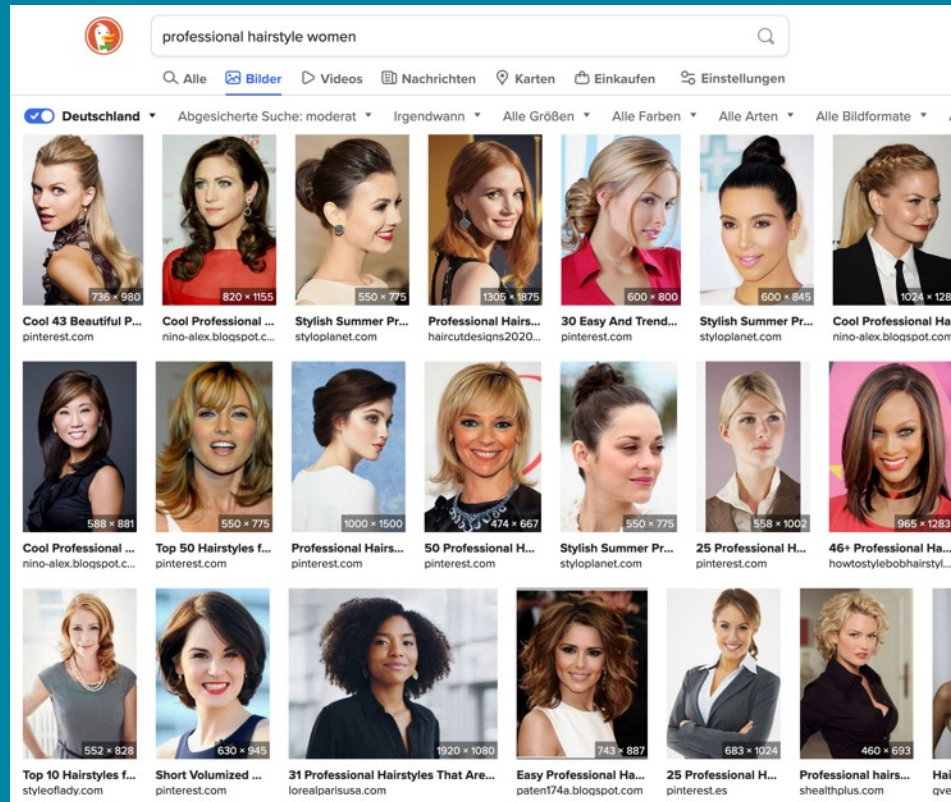 professional hairstyle women
Alle Bilder Videos Nachrichten Karten Einkaufen Einstellungen
Deutschland Abgesicherte Suche: moderat Irgendwann Alle Größen Alle Farben Alle Arten Alle Bildformate
736 × 980 820 × 1155 550 × 775 1305 × 1875 600 × 800 600 × 845 1024 × 128
Cool 43 Beautiful P... Cool Professional ... Stylish Summer Pr... Professional Hairs... 30 Easy And Trend... Stylish Summer Pr... Cool Professional Ha
pinterest.com nino-alex.blogspot.c... styloplanet.com haircutdesigns2020... pinterest.com styloplanet.com nino-alex.blogspot.com
588 × 881 550 × 775 1000 × 1500 474 × 667 550 × 775 558 × 1002 965 × 1283
Cool Professional ... Top 50 Hairstyles f... Professional Hairs... 50 Professional H... Stylish Summer Pr... 25 Professional H... 46+ Professional Ha...
nino-alex.blogspot.c... pinterest.com pinterest.com pinterest.com styloplanet.com pinterest.com howtostylebobhairstyl...
552 × 828 630 × 945 1920 × 1080 743 × 887 683 × 1024 460 × 693
Top 10 Hairstyles f... Short Volumized ... 31 Professional Hairstyles That Are... Easy Professional Ha... 25 Professional H... Professional hairs... Hai
styleoflady.com pinterest.com lorealparisusa.com paten174a.blogspot.com pinterest.es shealthplus.com